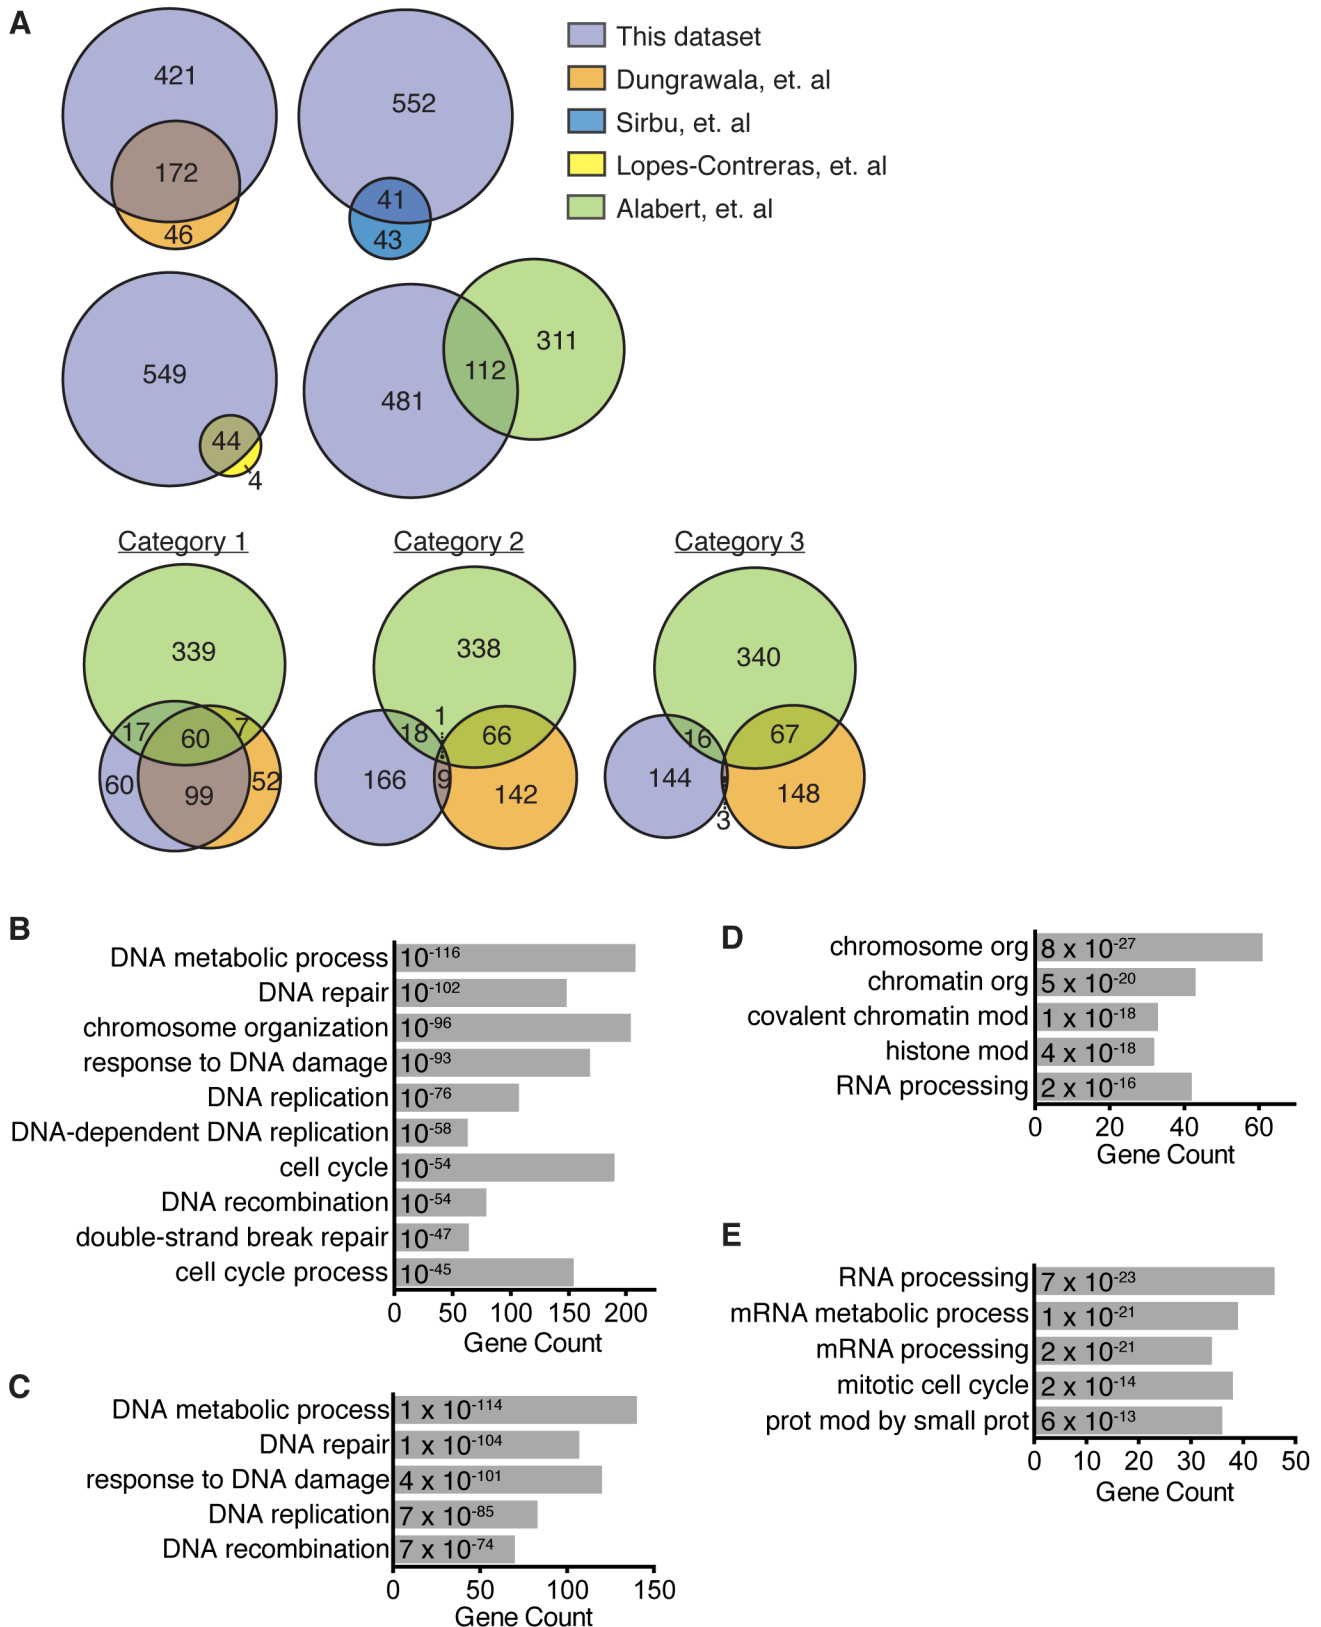 A
421
172
46
552
41
43
This dataset
Dungrawala, et. al
Sirbu, et. al
Lopes-Contreras, et. al
Alabert, et. al
549
44
4
481
112
311
Category 1
339
17
60
7
60
99
52
Category 2
338
1
18
66
166
9
142
Category 3
340
16
67
144
148
3
B
DNA metabolic process 10⁻¹¹⁶
DNA repair 10⁻¹⁰²
chromosome organization 10⁻⁹⁶
response to DNA damage 10⁻⁹³
DNA replication 10⁻⁷⁶
DNA-dependent DNA replication 10⁻⁵⁸
cell cycle 10⁻⁵⁴
DNA recombination 10⁻⁵⁴
double-strand break repair 10⁻⁴⁷
cell cycle process 10⁻⁴⁵
0 50 100 150 200
Gene Count
C
DNA metabolic process 1 x 10⁻¹¹⁴
DNA repair 1 x 10⁻¹⁰⁴
response to DNA damage 4 x 10⁻¹⁰¹
DNA replication 7 x 10⁻⁸⁵
DNA recombination 7 x 10⁻⁷⁴
0 50 100 150
Gene Count
D
chromosome org 8 x 10⁻²⁷
chromatin org 5 x 10⁻²⁰
covalent chromatin mod 1 x 10⁻¹⁸
histone mod 4 x 10⁻¹⁸
RNA processing 2 x 10⁻¹⁶
0 20 40 60
Gene Count
E
RNA processing 7 x 10⁻²³
mRNA metabolic process 1 x 10⁻²¹
mRNA processing 2 x 10⁻²¹
mitotic cell cycle 2 x 10⁻¹⁴
prot mod by small prot 6 x 10⁻¹³
0 10 20 30 40 50
Gene Count